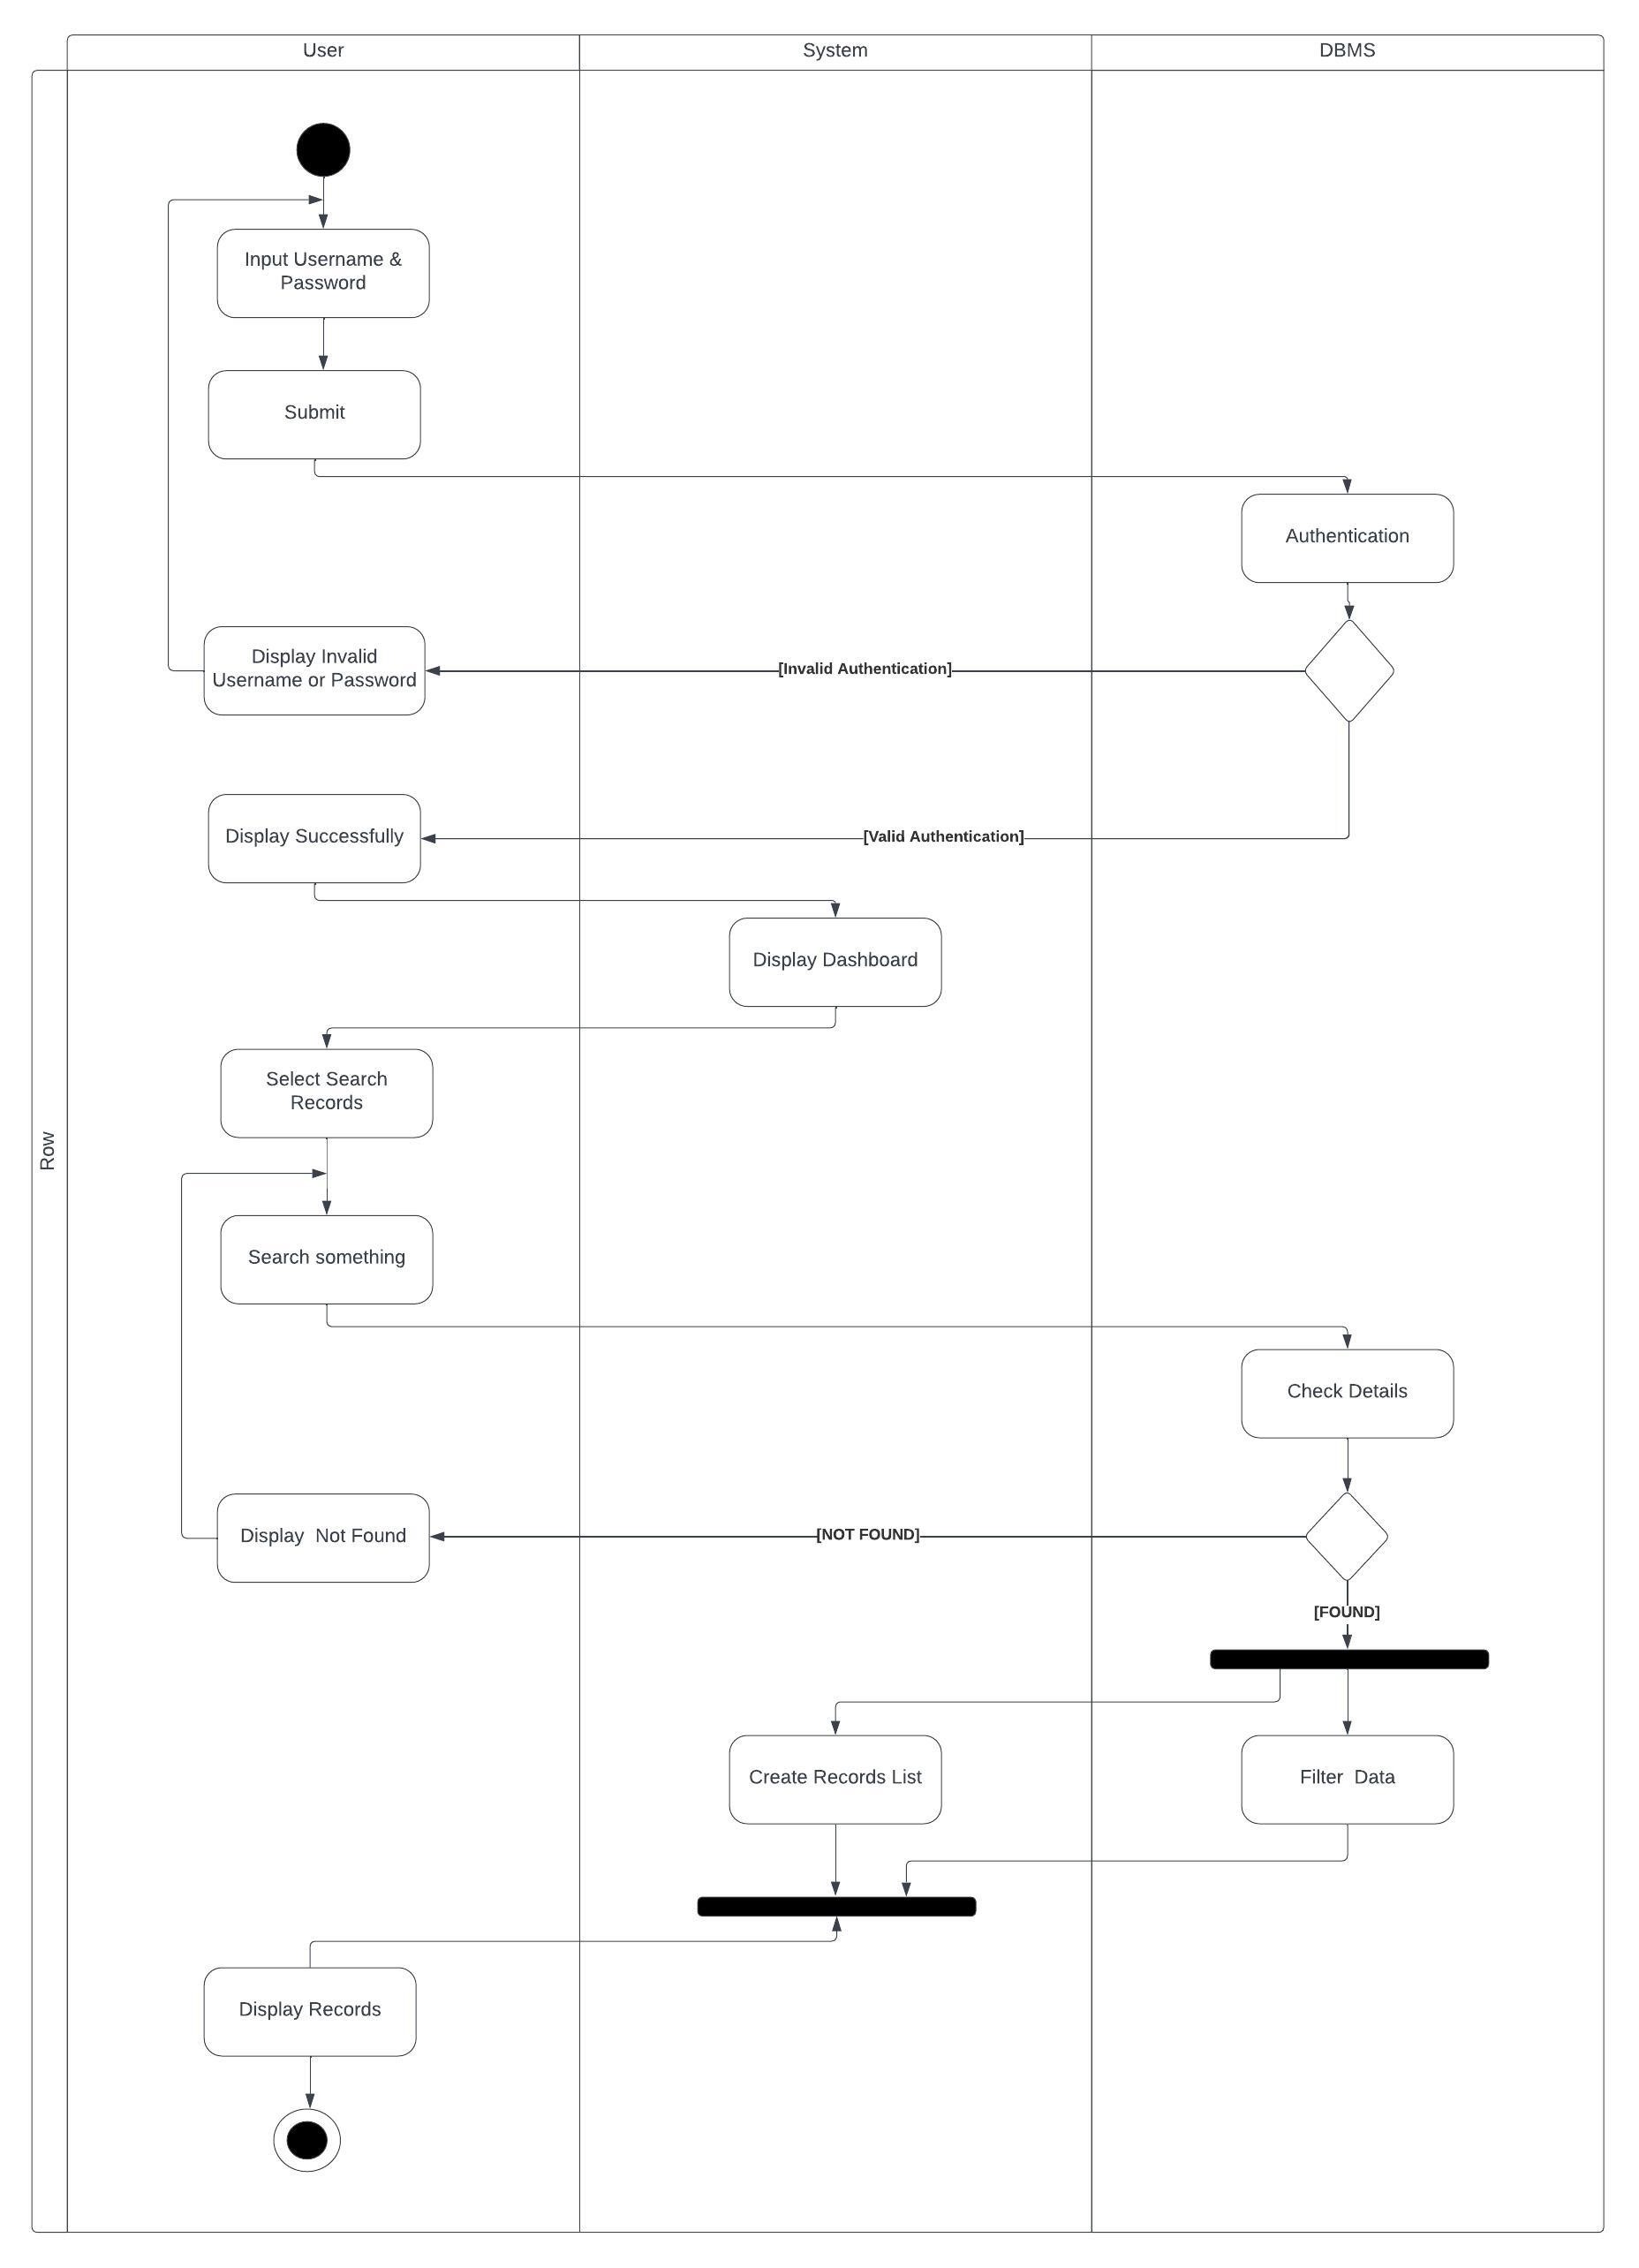 User
System
DBMS
Row
Input Username &
Password
Submit
Authentication
Display Invalid
Username or Password
[Invalid Authentication]
Display Successfully
[Valid Authentication]
Display Dashboard
Select Search
Records
Search something
Check Details
Display  Not Found
[NOT FOUND]
[FOUND]
Create Records List
Filter  Data
Display Records